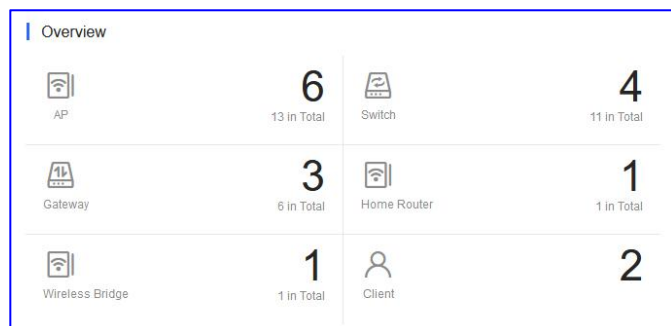 Overview
6
4
AP
13 in Total
Switch
11 in Total
3
1
Gateway
6 in Total
Home Router
1 in Total
1
2
Wireless Bridge
1 in Total
Client